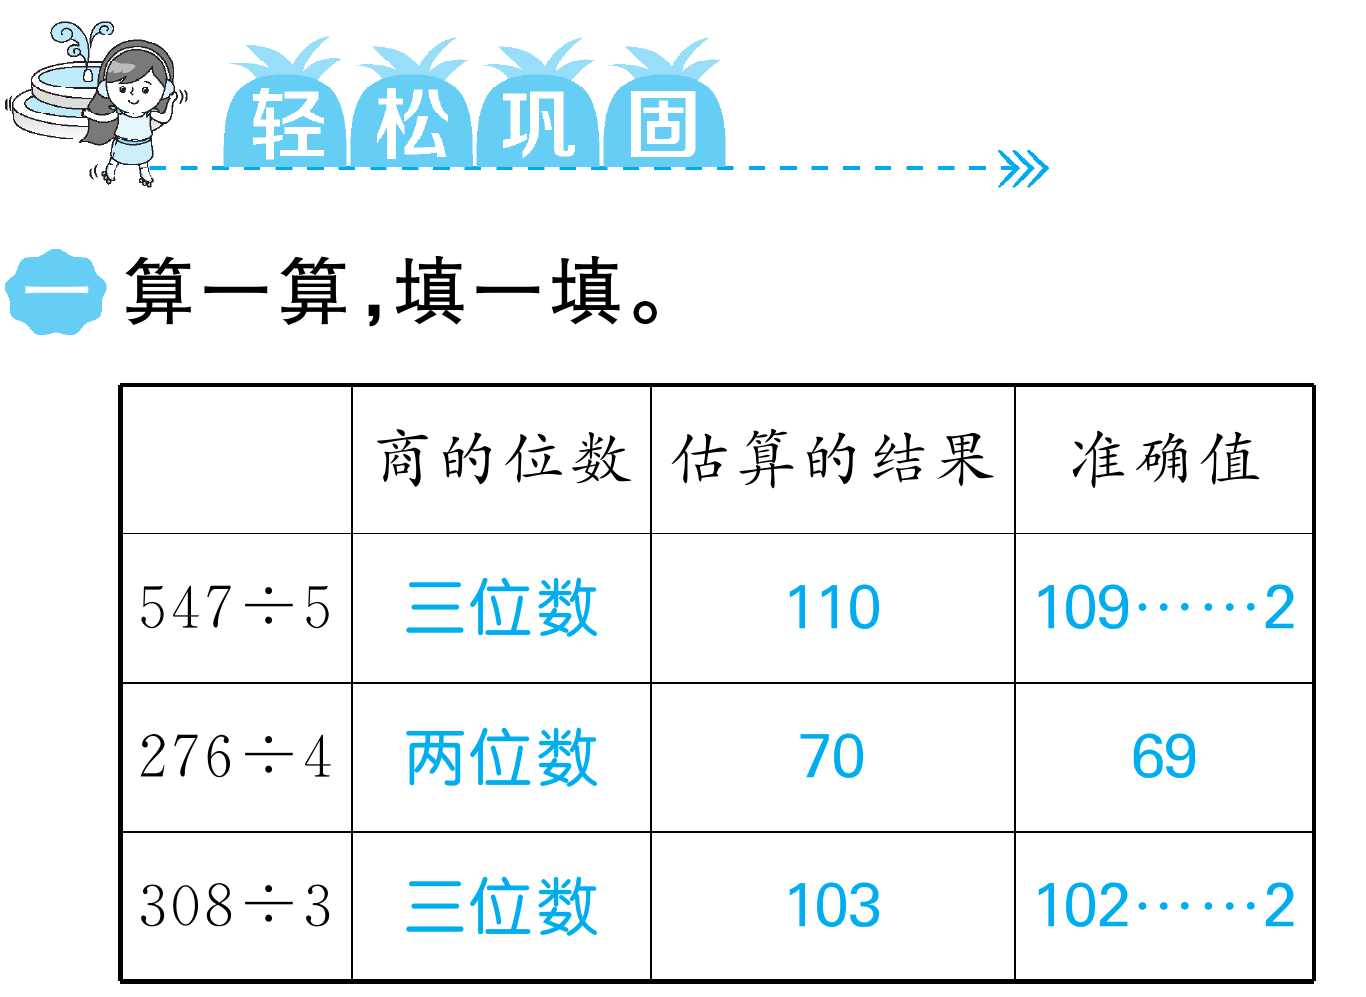 轻松巩固
一 算一算,填一填。
商的位数 估算的结果 准确值
547÷5 三位数 110 109……2
276÷4 两位数 70 69
308÷3 三位数 103 102……2